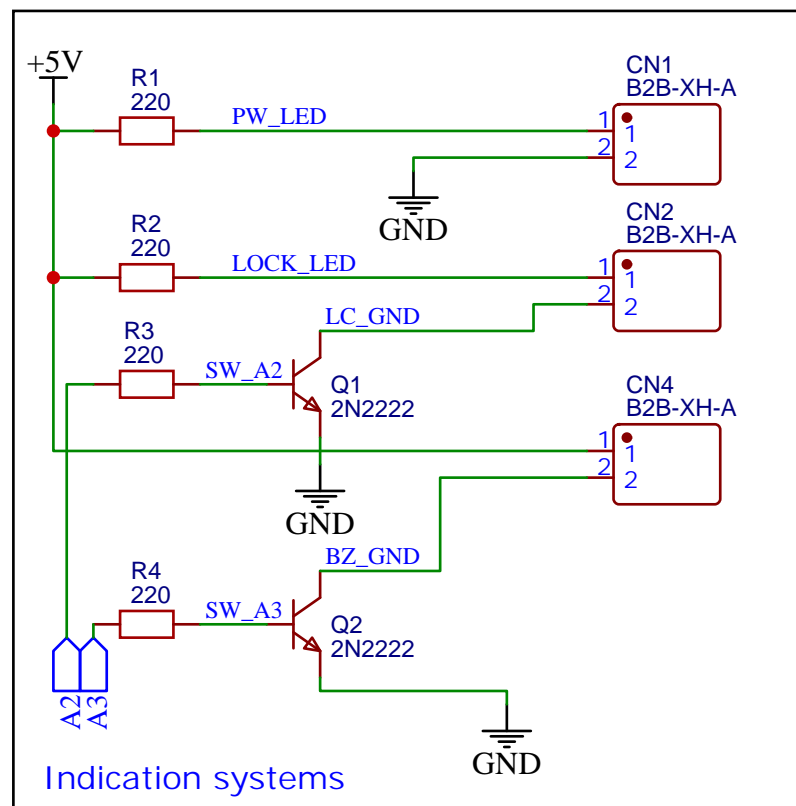 +5V
R1
220
PW_LED
CN1
B2B-XH-A
1
1
2
2
GND
R2
220
LOCK_LED
CN2
B2B-XH-A
1
1
2
2
LC_GND
R3
220
SW_A2
Q1
2N2222
GND
CN4
B2B-XH-A
1
1
2
2
BZ_GND
R4
220
SW_A3
Q2
2N2222
GND
A2
A3
Indication systems